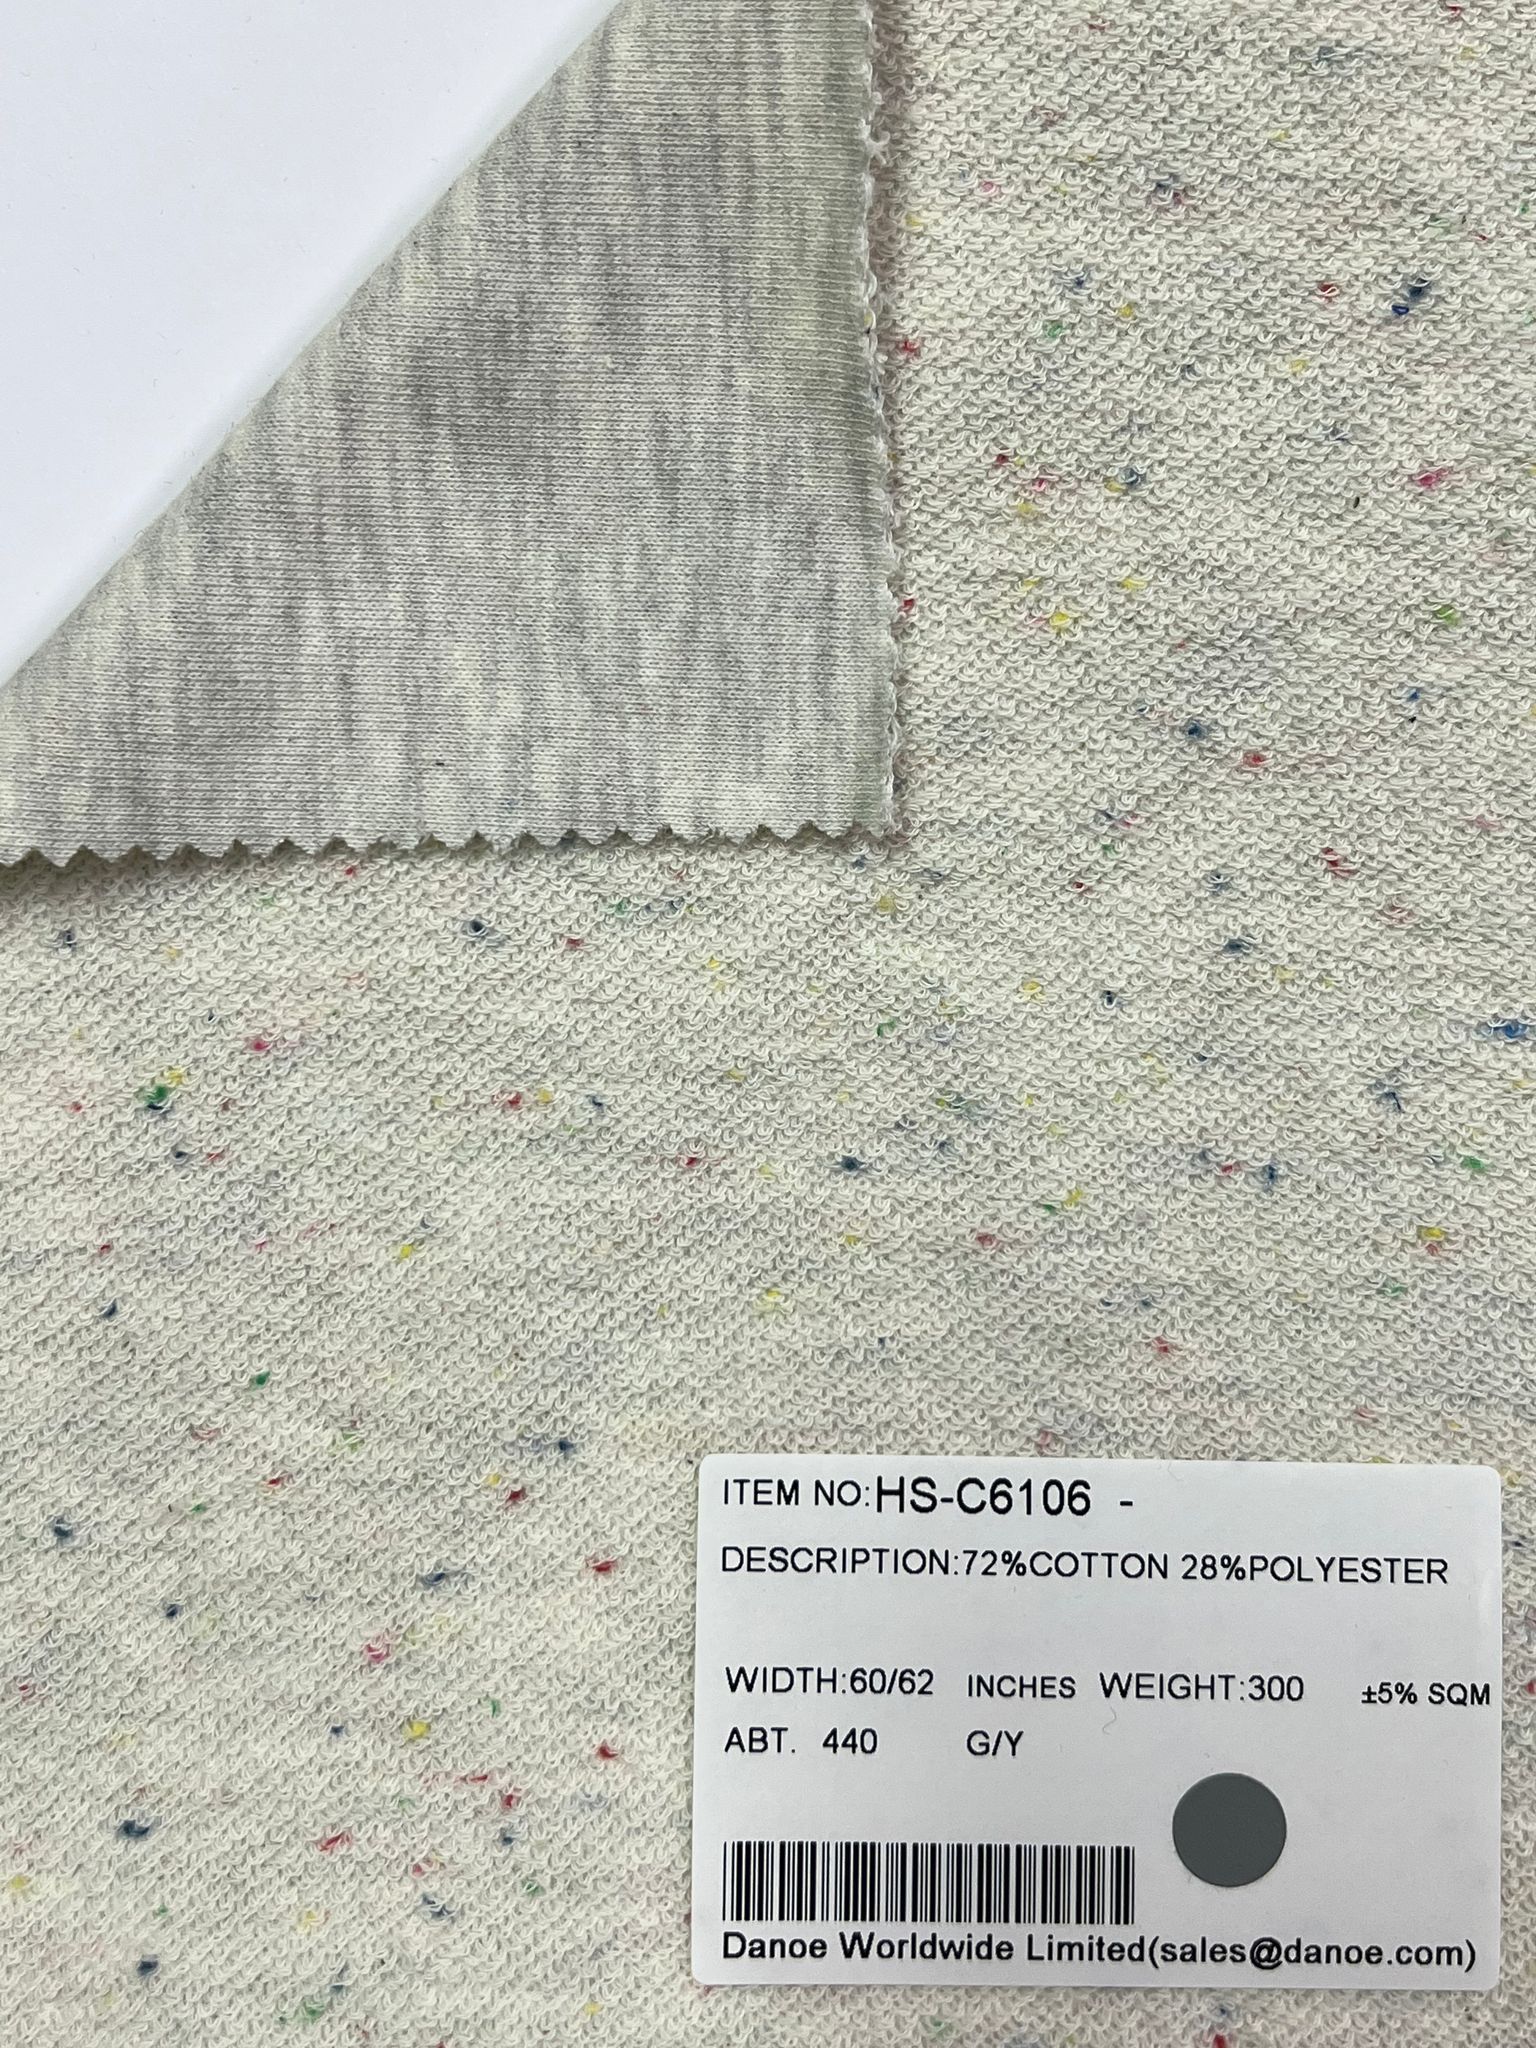 ITEM NO:HS-C6106 -
DESCRIPTION:72%COTTON 28%POLYESTER
WIDTH:60/62 INCHES WEIGHT:300 ±5% SQM
ABT. 440 G/Y
Danoe Worldwide Limited(sales@danoe.com)